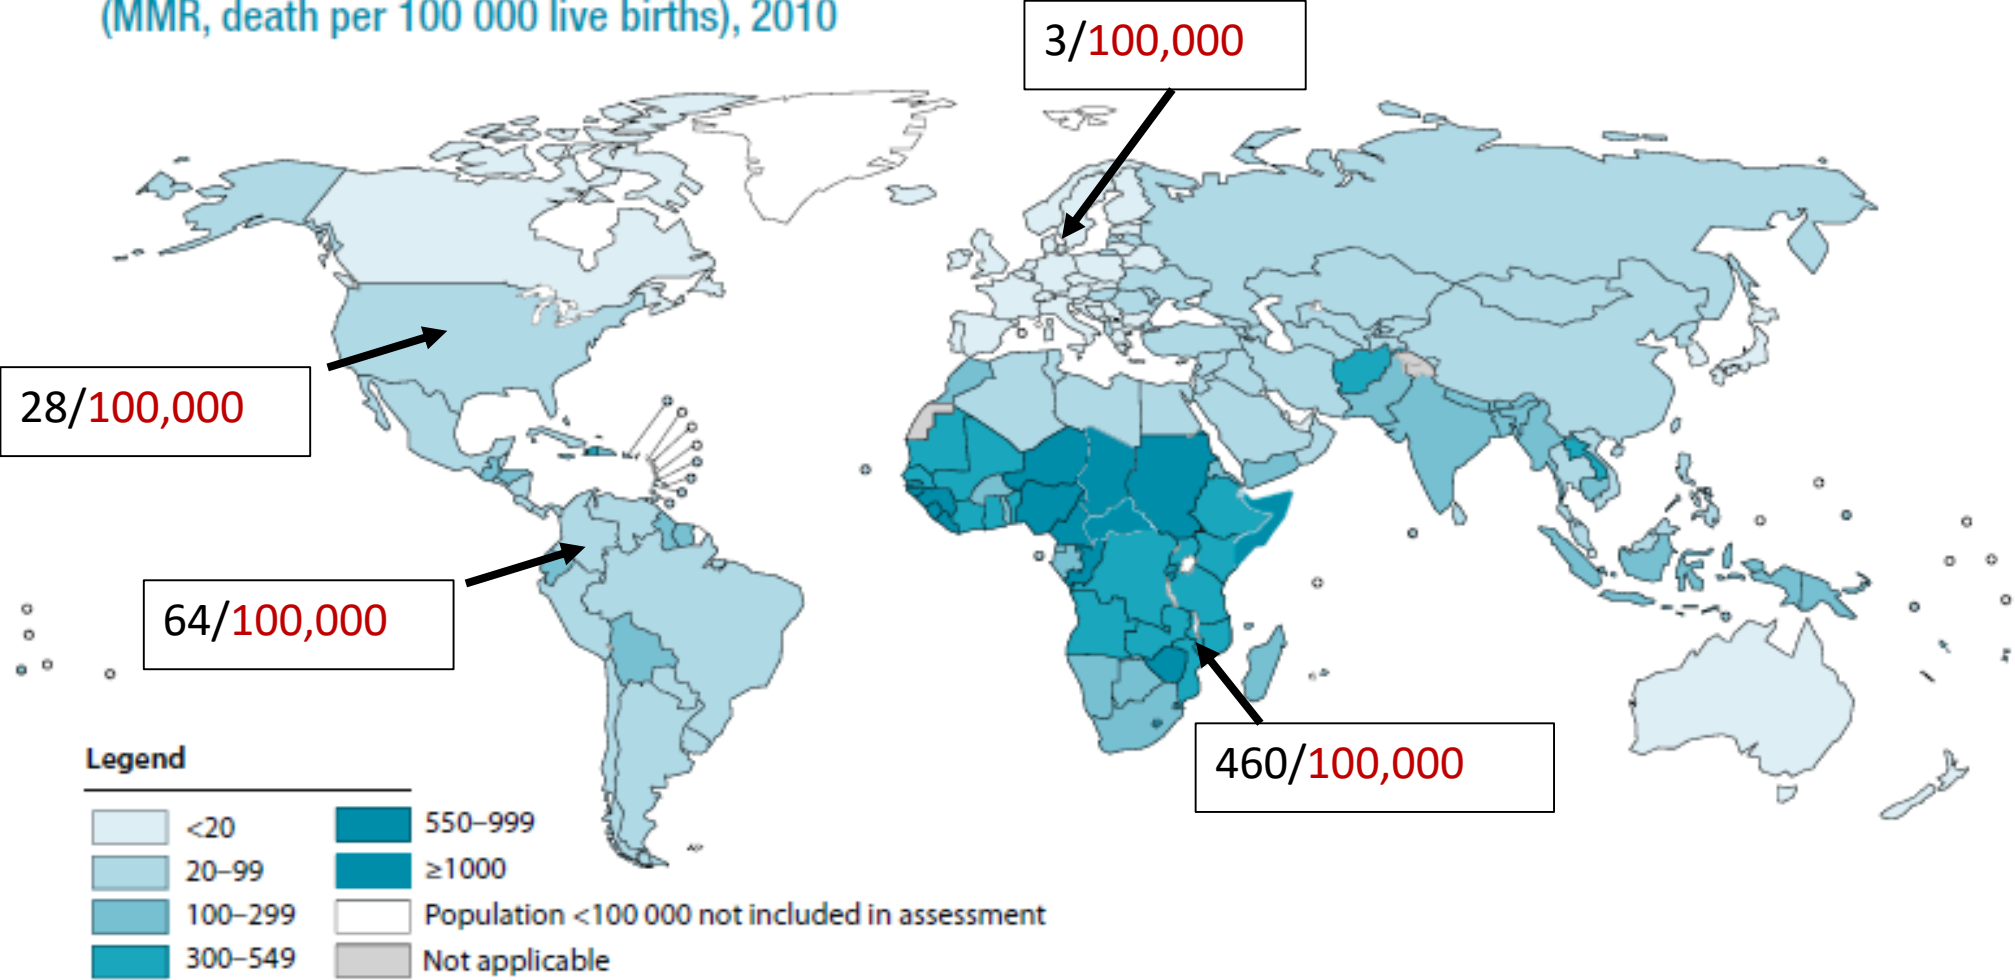 (MMR, death per 100 000 live births), 2010
3/100,000
28/100,000
64/100,000
460/100,000
Legend
<20
20–99
100–299
300–549
550–999
≥1000
Population <100 000 not included in assessment
Not applicable